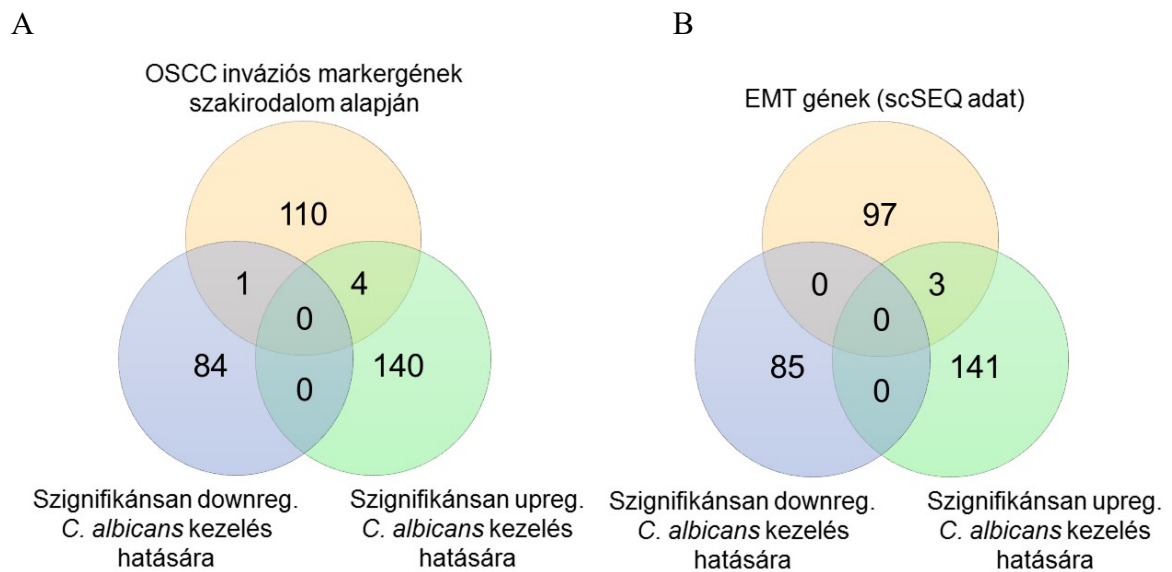 A
OSCC inváziós markergének
szakirodalom alapján
110
1
4
0
84
140
0
Szignifikánsan downreg.
C. albicans kezelés
hatására
Szignifikánsan upreg.
C. albicans kezelés
hatására
B
EMT gének (scSEQ adat)
97
0
3
0
85
141
0
Szignifikánsan downreg.
C. albicans kezelés
hatására
Szignifikánsan upreg.
C. albicans kezelés
hatására